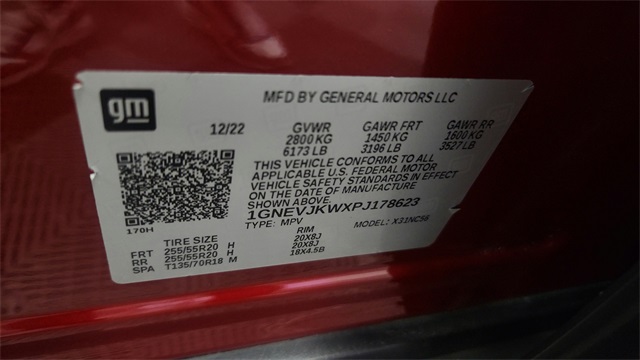 gm
MFD BY GENERAL MOTORS LLC
12/22 GVWR GAWR FRT GAWR RR
2800 KG 1450 KG 1600 KG
6173 LB 3196 LB 3527 LB
THIS VEHICLE CONFORMS TO ALL
APPLICABLE U.S. FEDERAL MOTOR
VEHICLE SAFETY STANDARDS IN EFFECT
ON THE DATE OF MANUFACTURE
SHOWN ABOVE.
1GNEVJKWXPJ178623
170H TYPE: MPV MODEL: X31NC56
TIRE SIZE RIM
FRT 255/55R20 H 20X8J
RR 255/55R20 H 20X8J
SPA T135/70R18 M 18X4.5B